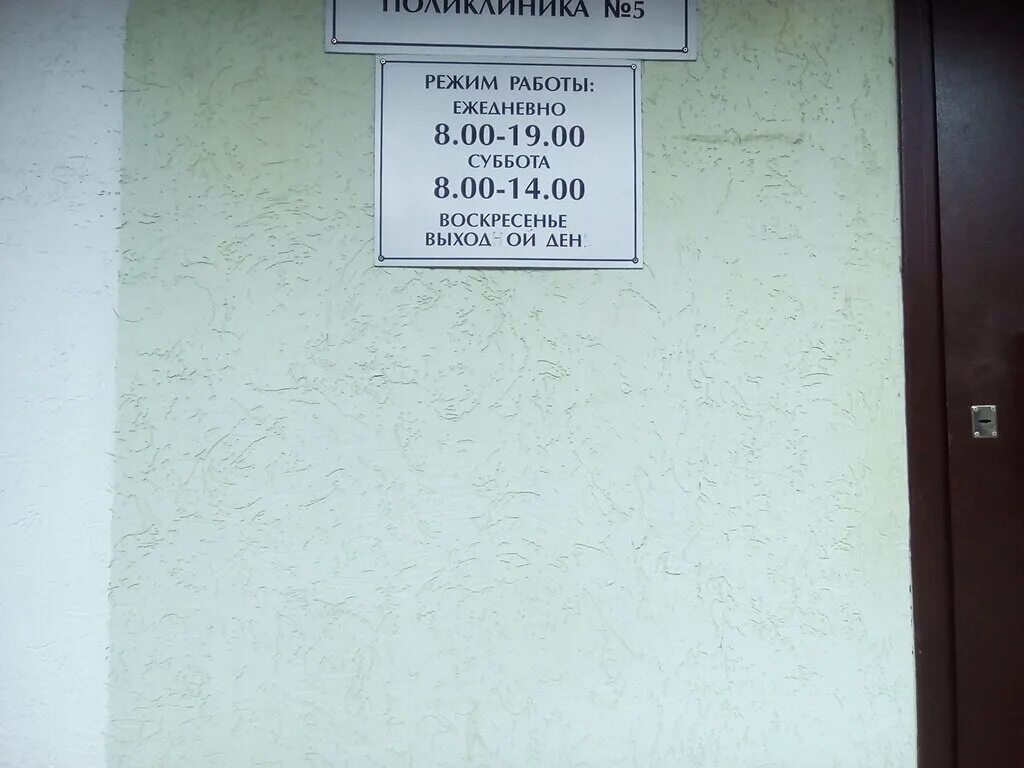 ПОЛИКЛИНИКА №5
РЕЖИМ РАБОТЫ:
ЕЖЕДНЕВНО
8.00-19.00
СУББОТА
8.00-14.00
ВОСКРЕСЕНЬЕ
ВЫХОДНОЙ ДЕНЬ